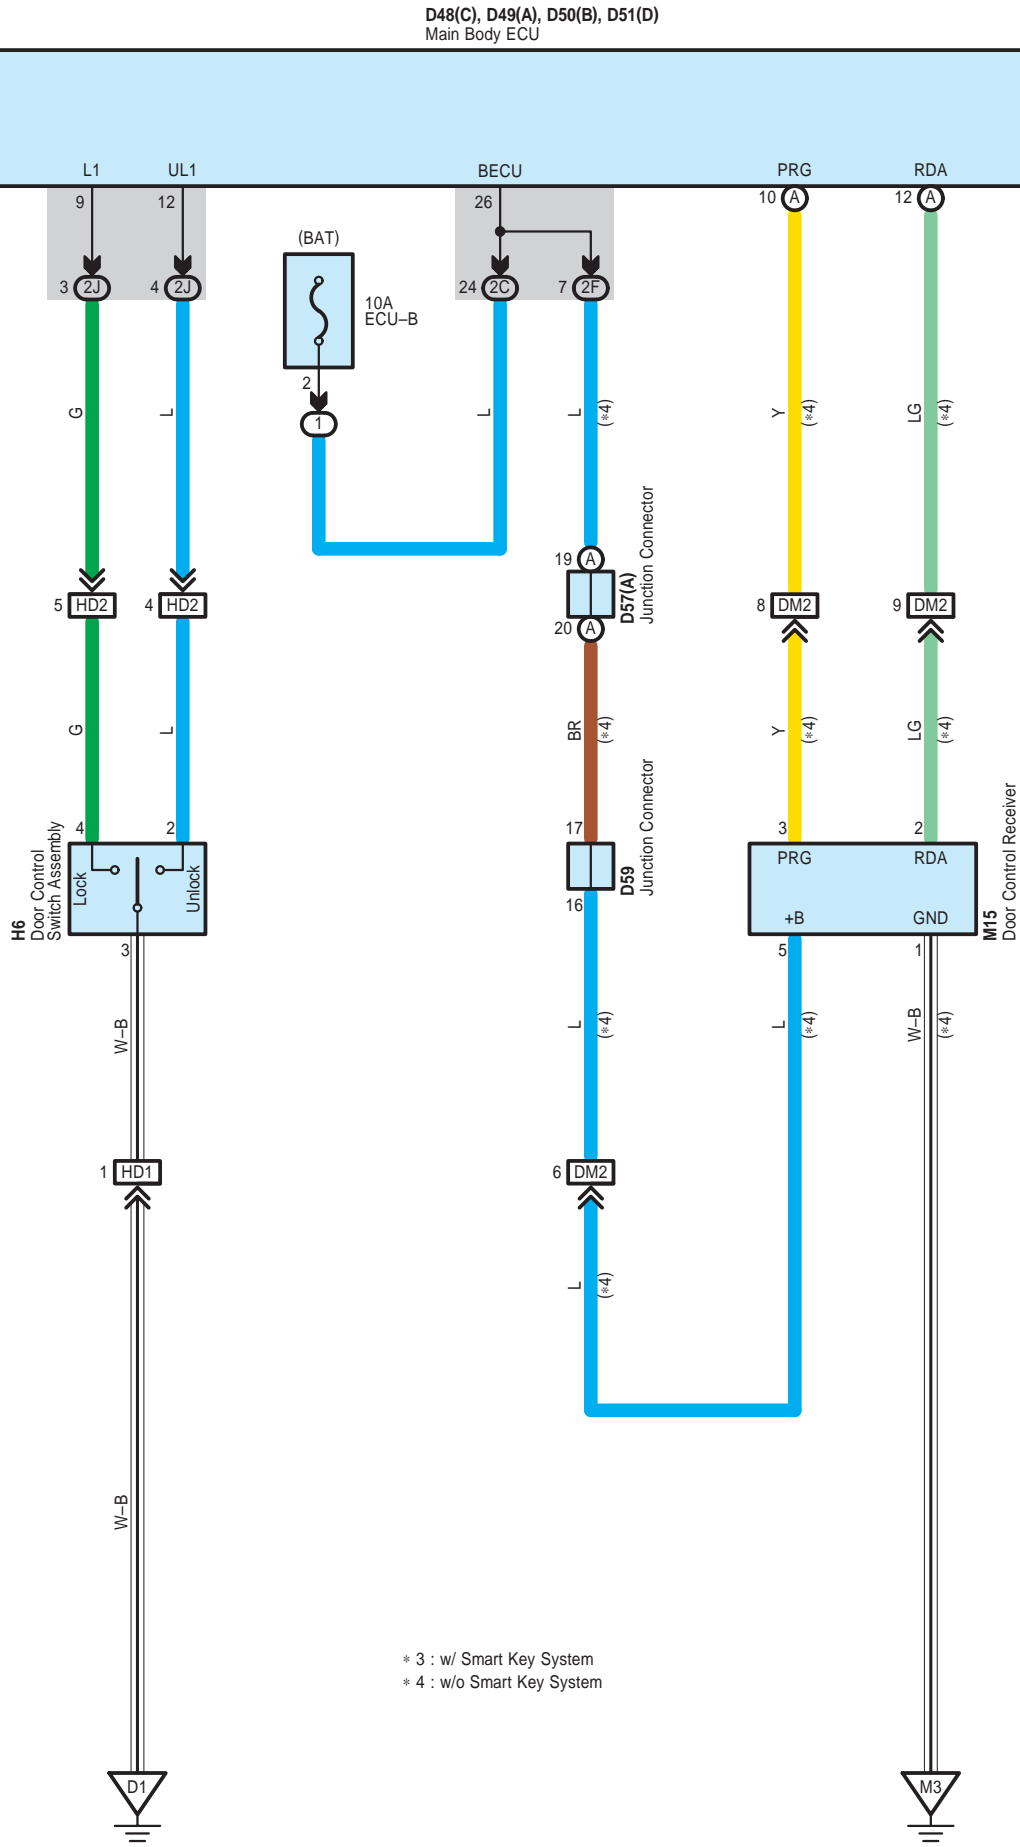 D48(C), D49(A), D50(B), D51(D)
Main Body ECU
L1
UL1
BECU
PRG
RDA
9
12
26
10 A
12 A
(BAT)
3 2J
4 2J
24 2C
7 2F
10A
ECU–B
2
1
G
L
L
L
(∗4)
Y
(∗4)
LG
(∗4)
19 A
D57(A)
Junction Connector
20 A
5 HD2
4 HD2
8 DM2
9 DM2
G
L
BR
(∗4)
Y
(∗4)
LG
(∗4)
4
2
17
3
2
H6
Door Control
Switch Assembly
Lock
Unlock
D59
Junction Connector
PRG
RDA
+B
GND
M15
Door Control Receiver
3
16
5
1
W–B
L
(∗4)
L
(∗4)
W–B
(∗4)
1 HD1
6 DM2
L
(∗4)
W–B
∗ 3 : w/ Smart Key System
∗ 4 : w/o Smart Key System
D1
M3